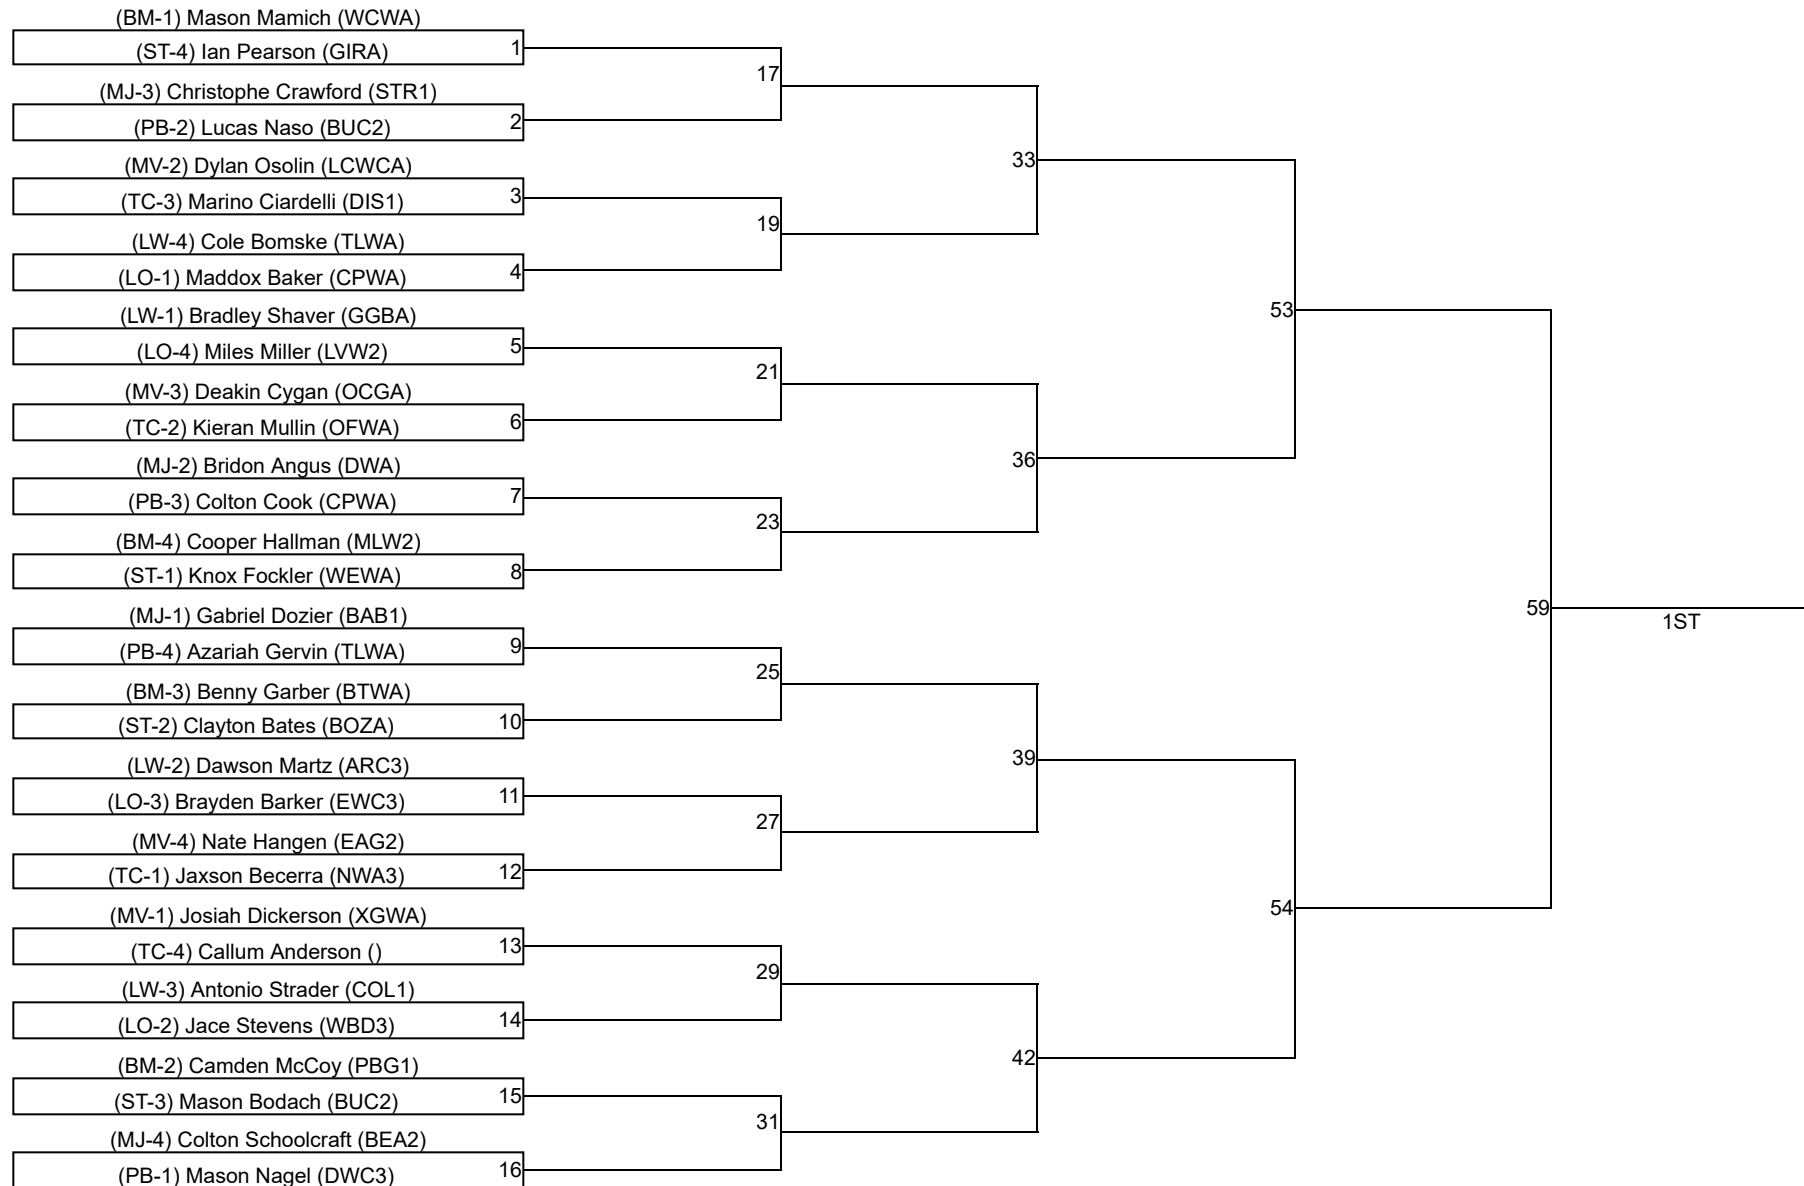 (BM-1) Mason Mamich (WCWA)
(ST-4) Ian Pearson (GIRA)
1
(MJ-3) Christophe Crawford (STR1)
(PB-2) Lucas Naso (BUC2)
2
(MV-2) Dylan Osolin (LCWCA)
(TC-3) Marino Ciardelli (DIS1)
3
(LW-4) Cole Bomske (TLWA)
(LO-1) Maddox Baker (CPWA)
4
(LW-1) Bradley Shaver (GGBA)
(LO-4) Miles Miller (LVW2)
5
(MV-3) Deakin Cygan (OCGA)
(TC-2) Kieran Mullin (OFWA)
6
(MJ-2) Bridon Angus (DWA)
(PB-3) Colton Cook (CPWA)
7
(BM-4) Cooper Hallman (MLW2)
(ST-1) Knox Fockler (WEWA)
8
(MJ-1) Gabriel Dozier (BAB1)
(PB-4) Azariah Gervin (TLWA)
9
(BM-3) Benny Garber (BTWA)
(ST-2) Clayton Bates (BOZA)
10
(LW-2) Dawson Martz (ARC3)
(LO-3) Brayden Barker (EWC3)
11
(MV-4) Nate Hangen (EAG2)
(TC-1) Jaxson Becerra (NWA3)
12
(MV-1) Josiah Dickerson (XGWA)
(TC-4) Callum Anderson ()
13
(LW-3) Antonio Strader (COL1)
(LO-2) Jace Stevens (WBD3)
14
(BM-2) Camden McCoy (PBG1)
(ST-3) Mason Bodach (BUC2)
15
(MJ-4) Colton Schoolcraft (BEA2)
(PB-1) Mason Nagel (DWC3)
16
17
19
21
23
25
27
29
31
33
36
39
42
53
54
59
1ST